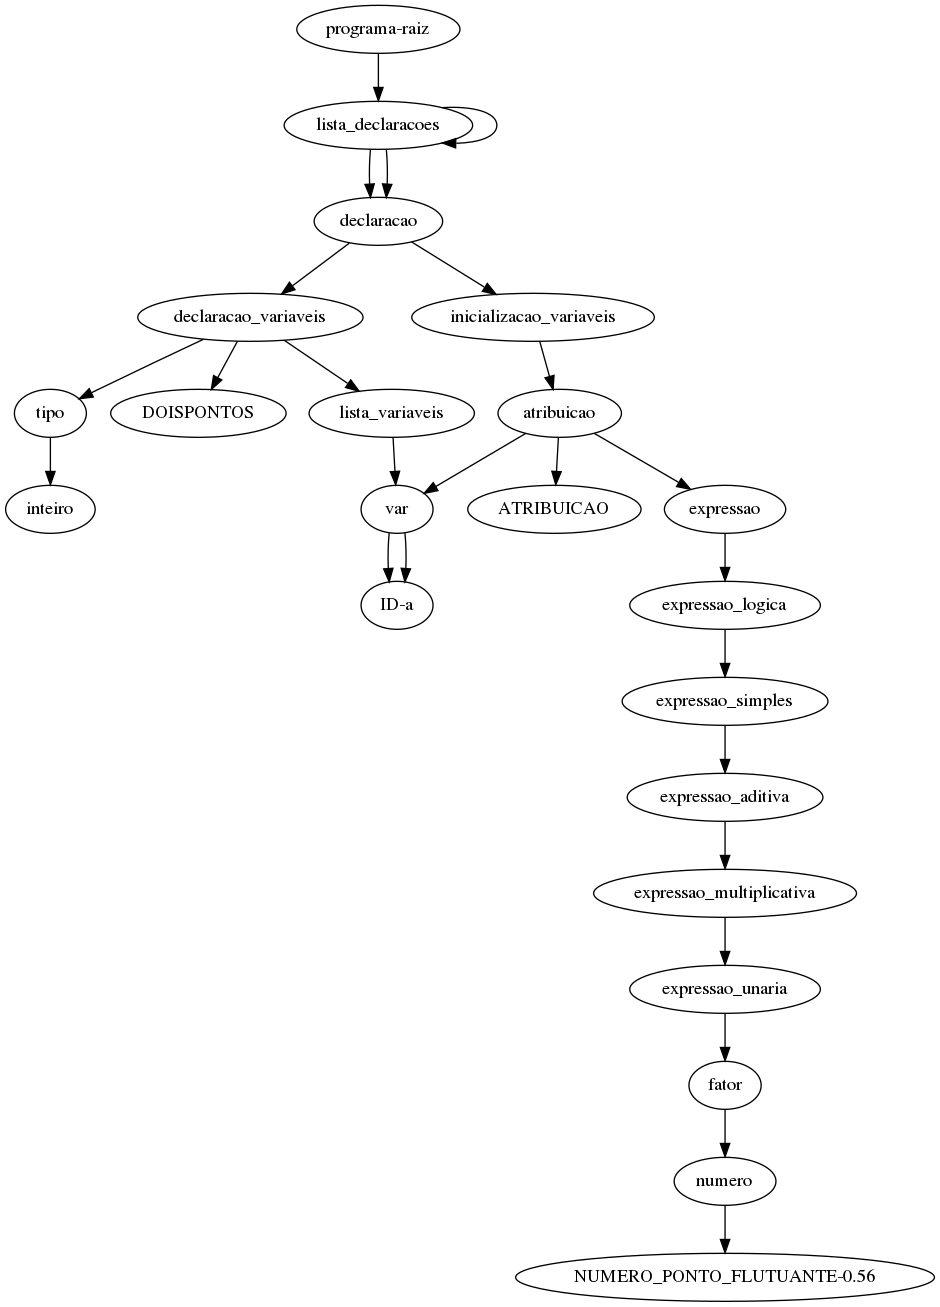 programa-raiz
lista_declaracoes
declaracao
declaracao_variaveis
inicializacao_variaveis
tipo
DOISPONTOS
lista_variaveis
atribuicao
inteiro
var
ATRIBUICAO
expressao
ID-a
expressao_logica
expressao_simples
expressao_aditiva
expressao_multiplicativa
expressao_unaria
fator
numero
NUMERO_PONTO_FLUTUANTE-0.56